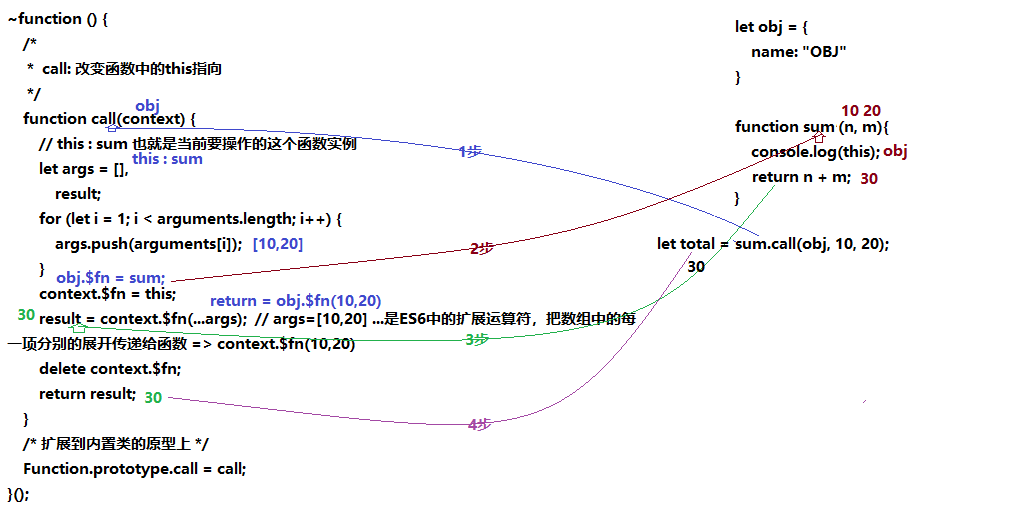 ~function () {
/*
* call: 改变函数中的this指向
*/
obj
function call(context) {
// this : sum 也就是当前要操作的这个函数实例
this : sum
let args = [],
result;
for (let i = 1; i < arguments.length; i++) {
args.push(arguments[i]); [10,20]
}
obj.$fn = sum;
context.$fn = this;
return = obj.$fn(10,20)
30
result = context.$fn(...args); // args=[10,20] ...是ES6中的扩展运算符，把数组中的每
一项分别的展开传递给函数 => context.$fn(10,20)
delete context.$fn;
return result; 30
}
/* 扩展到内置类的原型上 */
Function.prototype.call = call;
}();
1步
2步
3步
4步
let obj = {
name: "OBJ"
}
10 20
function sum (n, m){
console.log(this); obj
return n + m; 30
}
let total = sum.call(obj, 10, 20);
30